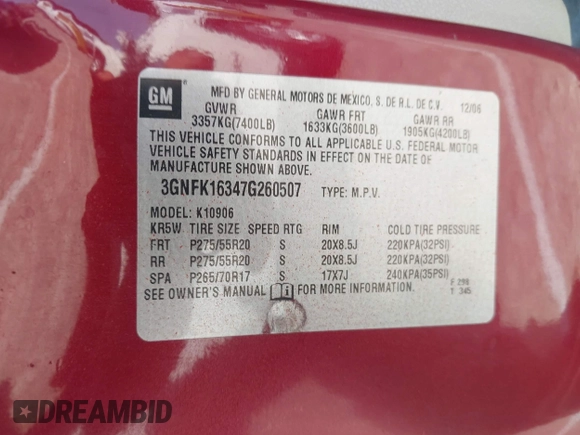 GM ® MFD BY GENERAL MOTORS DE MEXICO, S. DE R.L. DE C.V. 12/06
GVWR GAWR FRT GAWR RR
3357KG(7400LB) 1633KG(3600LB) 1905KG(4200LB)
THIS VEHICLE CONFORMS TO ALL APPLICABLE U.S. FEDERAL MOTOR
VEHICLE SAFETY STANDARDS IN EFFECT ON THE DATE OF
MANUFACTURE SHOWN ABOVE.
3GNFK16347G260507 TYPE: M.P.V.
MODEL: K10906
KR5W TIRE SIZE SPEED RTG RIM COLD TIRE PRESSURE
FRT P275/55R20 S 20X8.5J 220KPA(32PSI)
RR P275/55R20 S 20X8.5J 220KPA(32PSI)
SPA P265/70R17 S 17X7J 240KPA(35PSI)
SEE OWNER'S MANUAL i FOR MORE INFORMATION.
F 298
T 345
DREAMBID